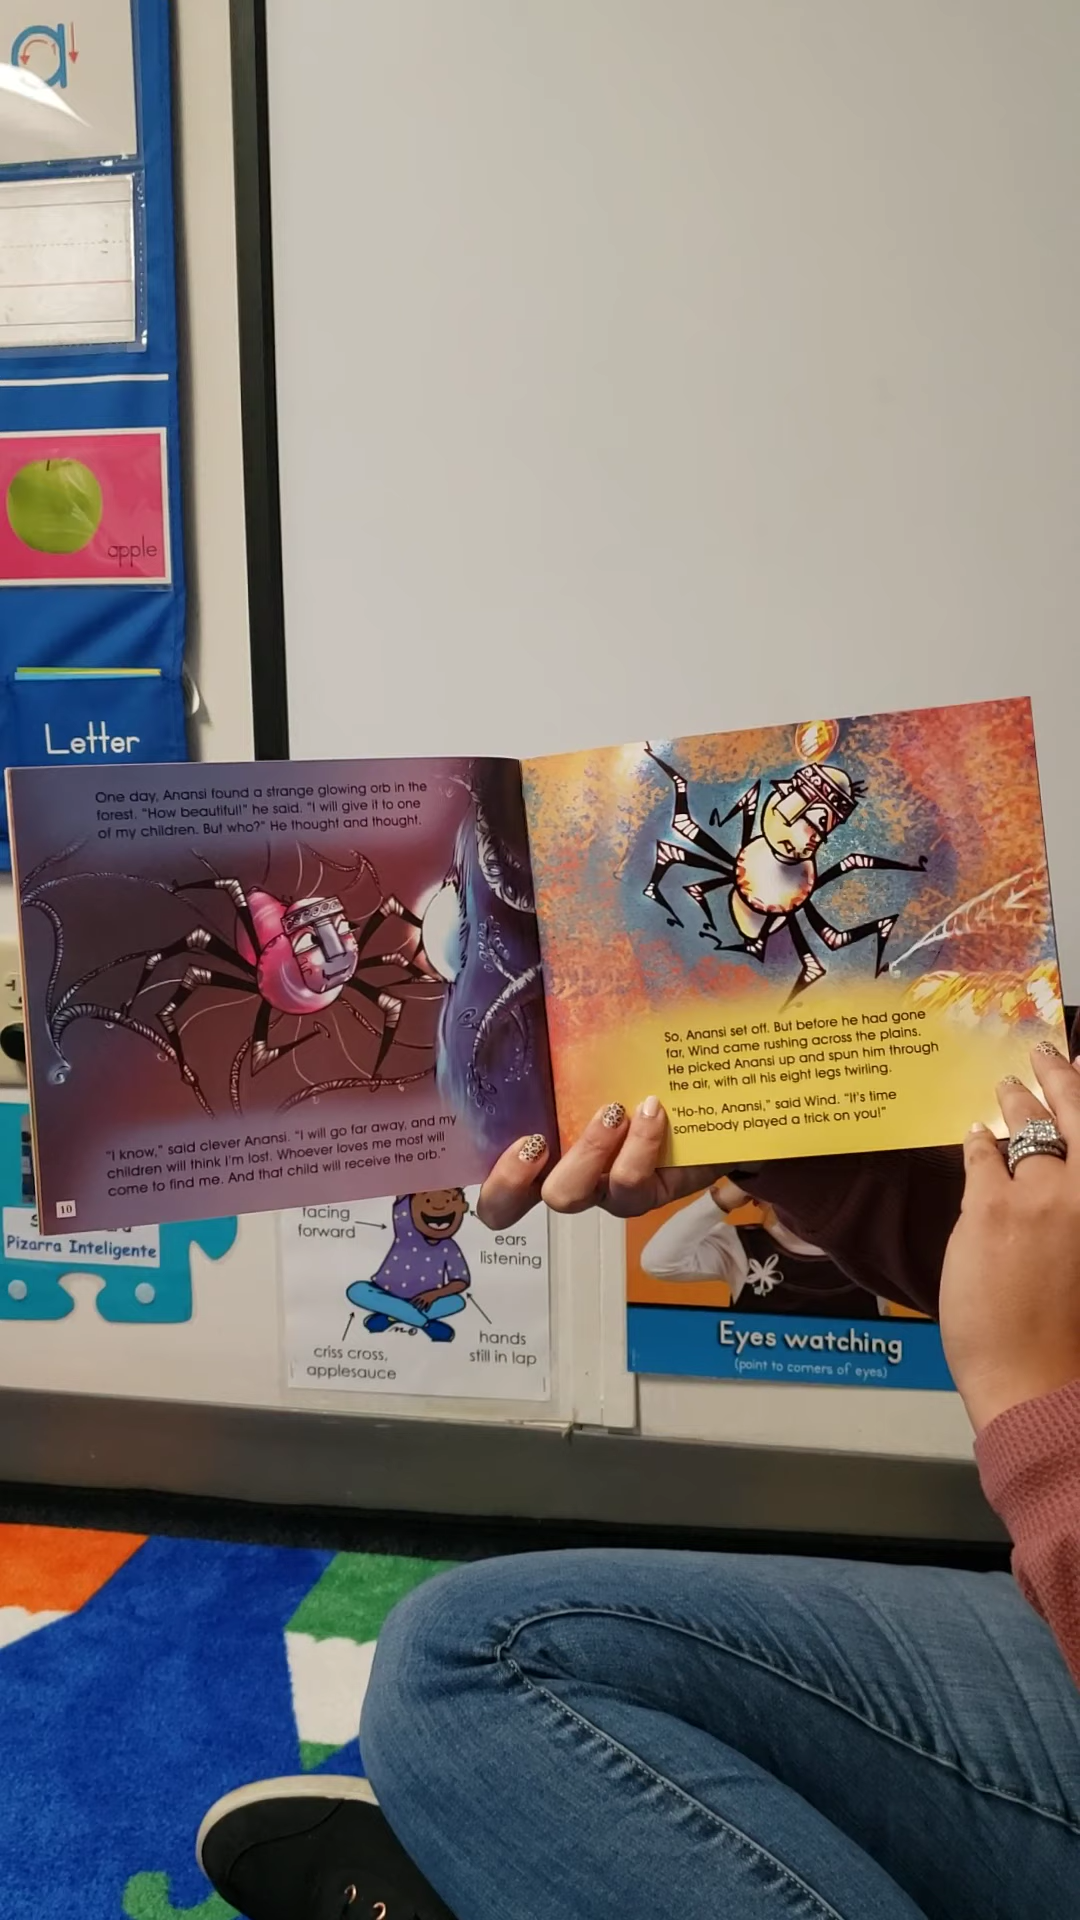 a
apple
Letter
One day, Anansi found a strange glowing orb in the
forest. "How beautiful!" he said. "I will give it to one
of my children. But who?" He thought and thought.
"I know," said clever Anansi. "I will go far away, and my
children will think I'm lost. Whoever loves me most will
come to find me. And that child will receive the orb."
10
So, Anansi set off. But before he had gone
far, Wind came rushing across the plains.
He picked Anansi up and spun him through
the air, with all his eight legs twirling.
"Ho-ho, Anansi," said Wind. "It's time
somebody played a trick on you!"
Pizarra Inteligente
facing
forward
ears
listening
criss cross,
applesauce
hands
still in lap
Eyes watching
(point to corners of eyes)